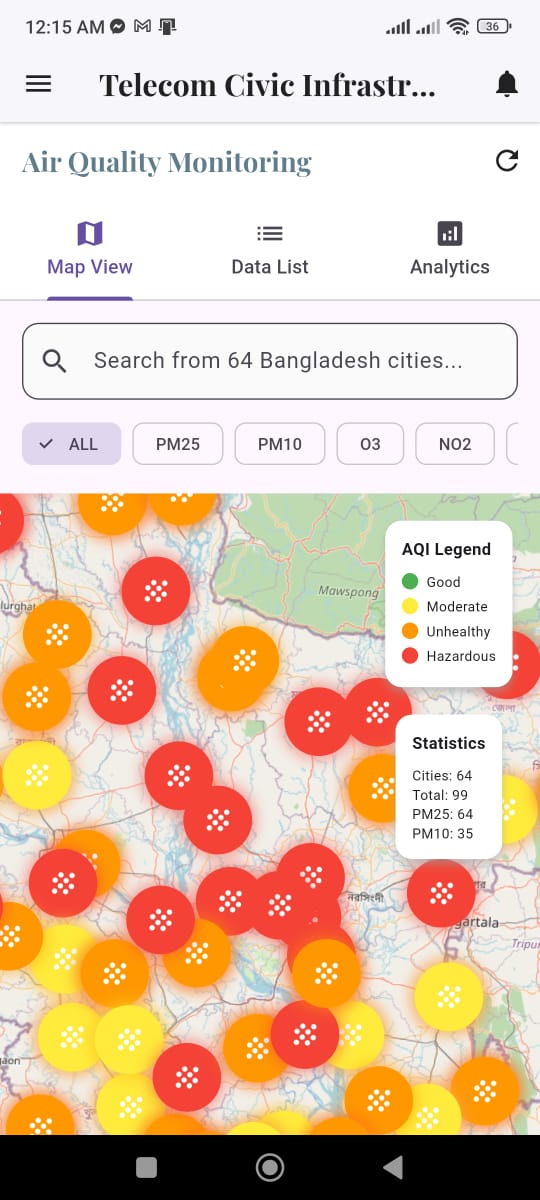 12:15 AM
36
Telecom Civic Infrastr...
Air Quality Monitoring
Map View
Data List
Analytics
Search from 64 Bangladesh cities...
ALL
PM25
PM10
O3
NO2
AQI Legend
Good
Moderate
Unhealthy
Hazardous
Mawspong
lurghat
Statistics
Cities: 64
Total: 99
PM25: 64
PM10: 35
নরসিংদী
gartala
Tripur
gaon